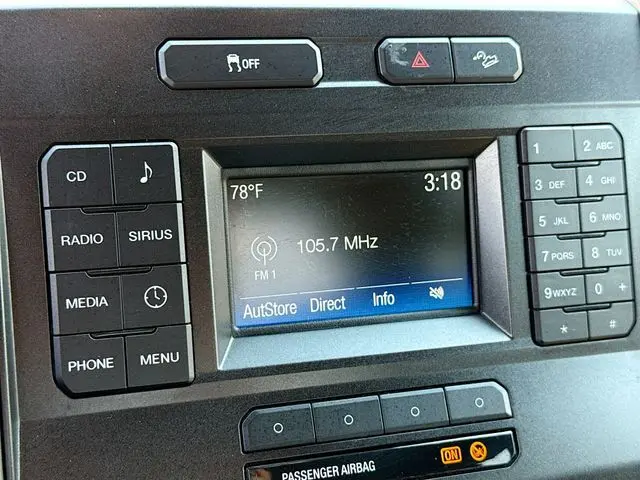 OFF
CD
RADIO SIRIUS
MEDIA
PHONE MENU
78°F 3:18
105.7 MHz
FM 1
AutStore Direct Info
1 2 ABC
3 DEF 4 GHI
5 JKL 6 MNO
7 PQRS 8 TUV
9 WXYZ 0 +
* #
PASSENGER AIRBAG ON